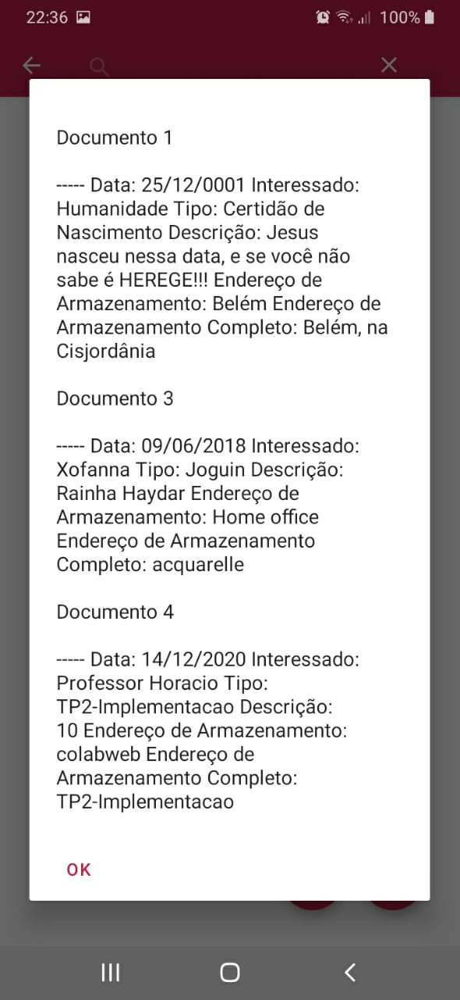 22:36
100%
Documento 1
----- Data: 25/12/0001 Interessado:
Humanidade Tipo: Certidão de
Nascimento Descrição: Jesus
nasceu nessa data, e se você não
sabe é HEREGE!!! Endereço de
Armazenamento: Belém Endereço de
Armazenamento Completo: Belém, na
Cisjordânia
Documento 3
----- Data: 09/06/2018 Interessado:
Xofanna Tipo: Joguin Descrição:
Rainha Haydar Endereço de
Armazenamento: Home office
Endereço de Armazenamento
Completo: acquarelle
Documento 4
----- Data: 14/12/2020 Interessado:
Professor Horacio Tipo:
TP2-Implementacao Descrição:
10 Endereço de Armazenamento:
colabweb Endereço de
Armazenamento Completo:
TP2-Implementacao
OK